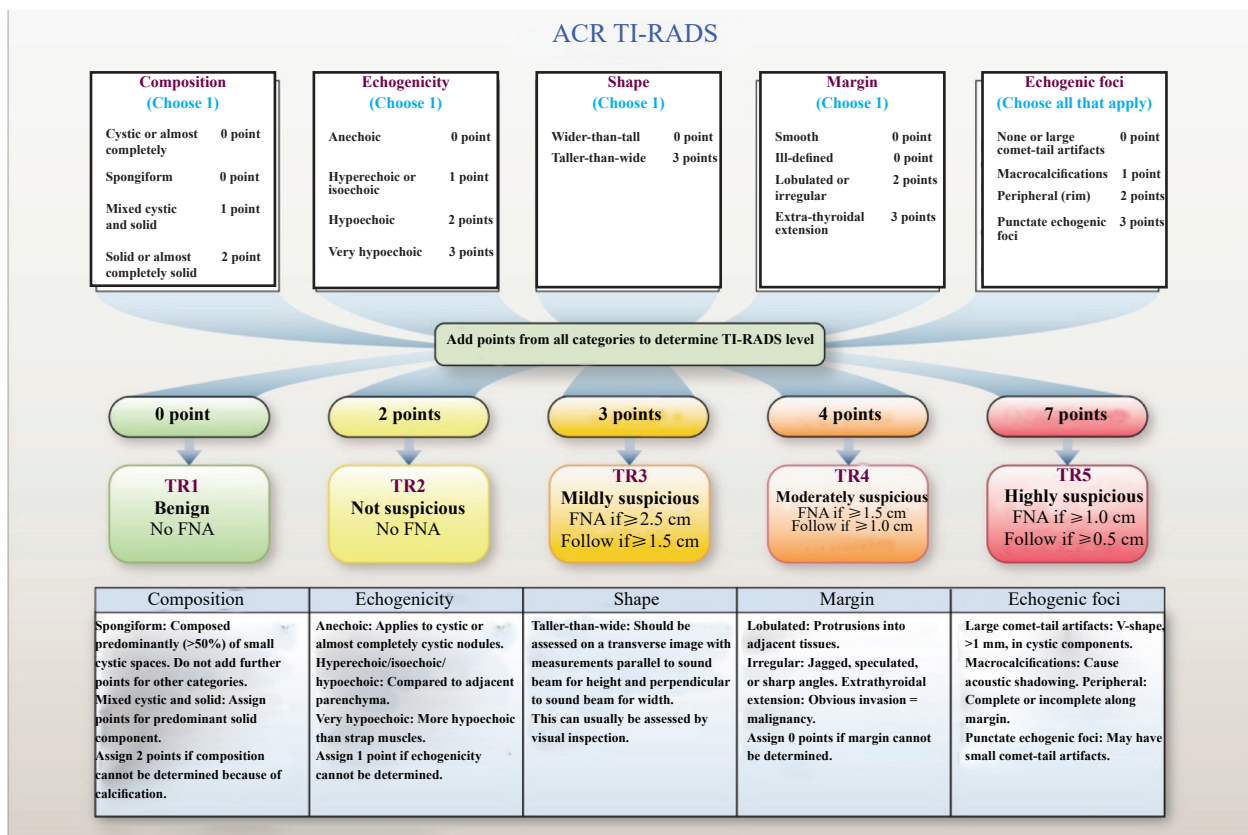 ACR TI-RADS
Composition
(Choose 1)
Cystic or almost 0 point
completely
Spongiform 0 point
Mixed cystic 1 point
and solid
Solid or almost 2 point
completely solid
Echogenicity
(Choose 1)
Anechoic 0 point
Hyperechoic or 1 point
isoechoic
Hypoechoic 2 points
Very hypoechoic 3 points
Shape
(Choose 1)
Wider-than-tall 0 point
Taller-than-wide 3 points
Margin
(Choose 1)
Smooth 0 point
Ill-defined 0 point
Lobulated or 2 points
irregular
Extra-thyroidal 3 points
extension
Echogenic foci
(Choose all that apply)
None or large 0 point
comet-tail artifacts
Macrocalcifications 1 point
Peripheral (rim) 2 points
Punctate echogenic 3 points
foci
Add points from all categories to determine TI-RADS level
0 point
2 points
3 points
4 points
7 points
TR1
Benign
No FNA
TR2
Not suspicious
No FNA
TR3
Mildly suspicious
FNA if ⩾ 2.5 cm
Follow if ⩾ 1.5 cm
TR4
Moderately suspicious
FNA if ⩾1.5 cm
Follow if ⩾ 1.0 cm
TR5
Highly suspicious
FNA if ⩾1.0 cm
Follow if ⩾0.5 cm
Composition
Spongiform: Composed
predominantly (>50%) of small
cystic spaces. Do not add further
points for other categories.
Mixed cystic and solid: Assign
points for predominant solid
component.
Assign 2 points if composition
cannot be determined because of
calcification.
Echogenicity
Anechoic: Applies to cystic or
almost completely cystic nodules.
Hyperechoic/isoechoic/
hypoechoic: Compared to adjacent
parenchyma.
Very hypoechoic: More hypoechoic
than strap muscles.
Assign 1 point if echogenicity
cannot be determined.
Shape
Taller-than-wide: Should be
assessed on a transverse image with
measurements parallel to sound
beam for height and perpendicular
to sound beam for width.
This can usually be assessed by
visual inspection.
Margin
Lobulated: Protrusions into
adjacent tissues.
Irregular: Jagged, speculated,
or sharp angles. Extrathyroidal
extension: Obvious invasion =
malignancy.
Assign 0 points if margin cannot
be determined.
Echogenic foci
Large comet-tail artifacts: V-shape,
>1 mm, in cystic components.
Macrocalcifications: Cause
acoustic shadowing. Peripheral:
Complete or incomplete along
margin.
Punctate echogenic foci: May have
small comet-tail artifacts.